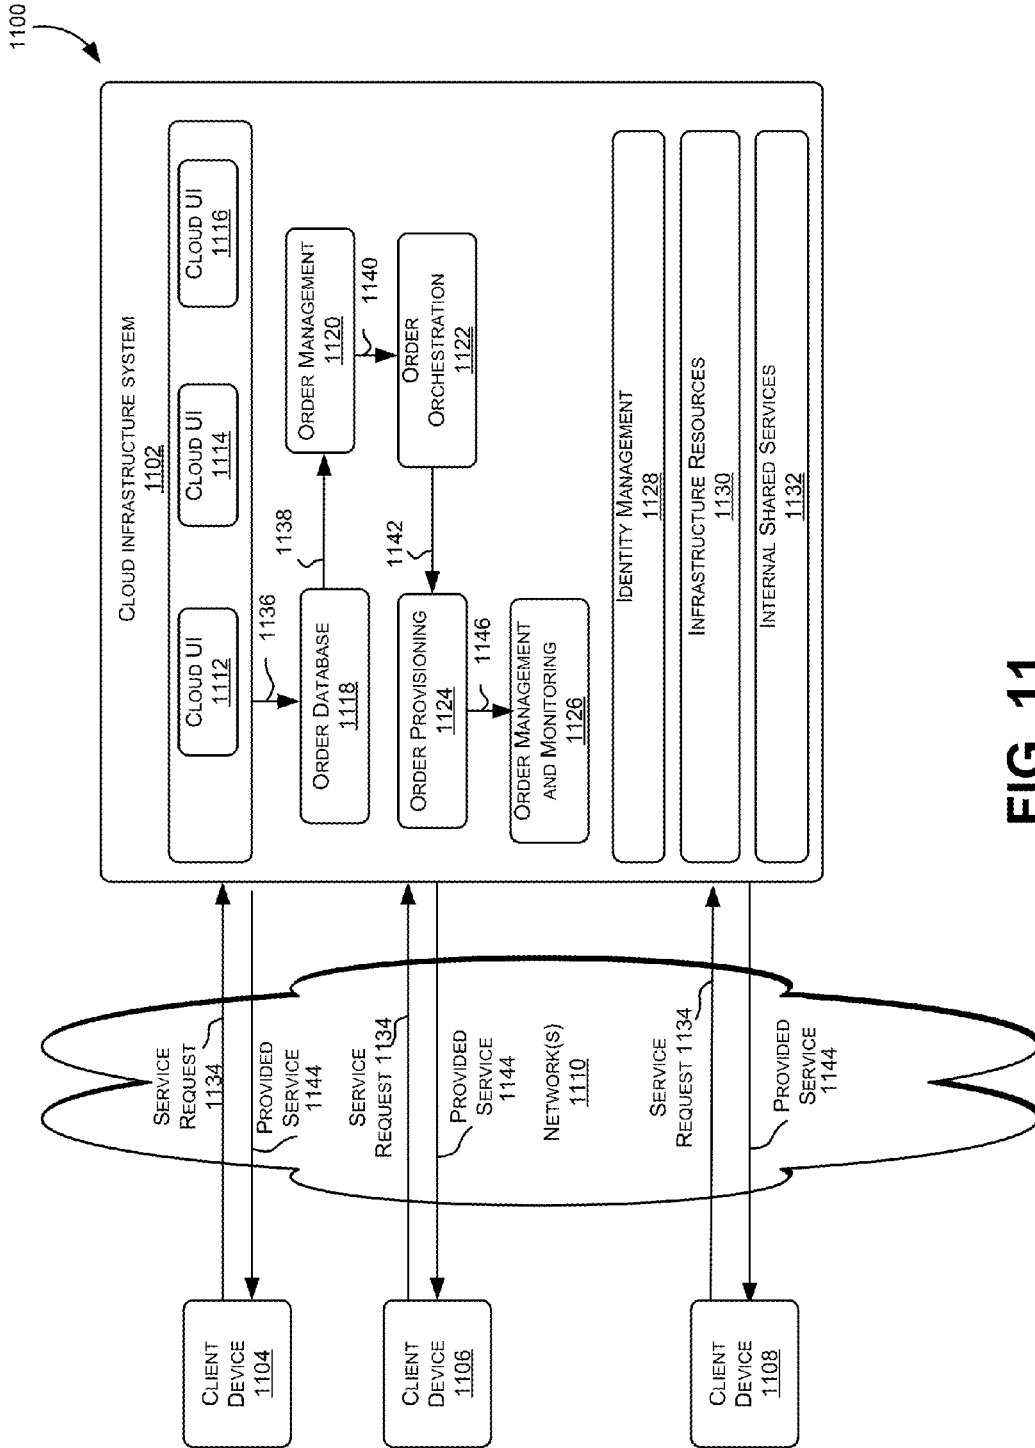 1100
CLOUD INFRASTRUCTURE SYSTEM
1102
CLOUD UI
1112
CLOUD UI
1114
CLOUD UI
1116
1136
ORDER DATABASE
1118
1138
ORDER MANAGEMENT
1120
1140
ORDER
ORCHESTRATION
1122
1142
ORDER PROVISIONING
1124
1146
ORDER MANAGEMENT
AND MONITORING
1126
IDENTITY MANAGEMENT
1128
INFRASTRUCTURE RESOURCES
1130
INTERNAL SHARED SERVICES
1132
CLIENT
DEVICE
1104
SERVICE
REQUEST
1134
PROVIDED
SERVICE
1144
CLIENT
DEVICE
1106
SERVICE
REQUEST 1134
PROVIDED
SERVICE
1144
NETWORK(S)
1110
CLIENT
DEVICE
1108
SERVICE
REQUEST 1134
PROVIDED
SERVICE
1144
FIG. 11